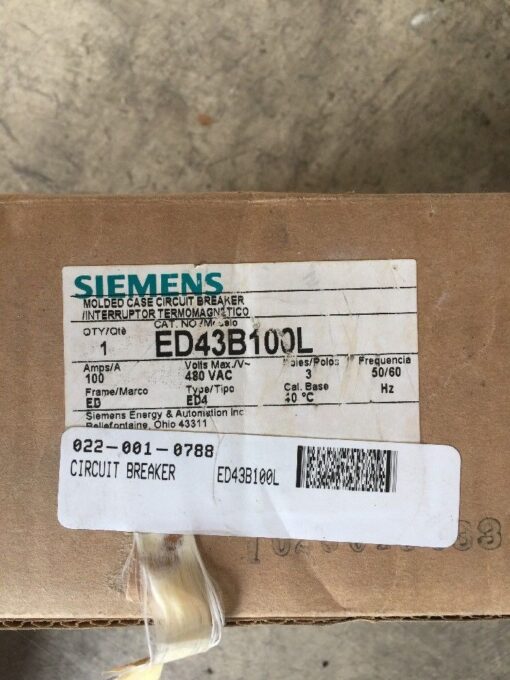 SIEMENS
MOLDED CASE CIRCUIT BREAKER
/INTERRUPTOR TERMOMAGNETICO
QTY/Qté CAT. NO./Modelo
1 ED43B100L
Amps/A Volts Max./V~ Poles/Polos Frequencia
100 480 VAC 3 50/60
Frame/Marco Type/Tipo Cal. Base Hz
ED ED4 40 °C
Siemens Energy & Automation Inc
Bellefontaine, Ohio 43311
022-001-0788
CIRCUIT BREAKER ED43B100L